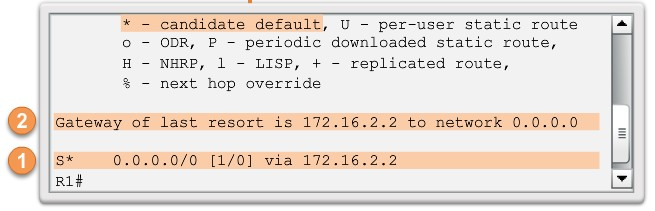 * - candidate default, U - per-user static route
o - ODR, P - periodic downloaded static route,
H - NHRP, l - LISP, + - replicated route,
% - next hop override
2 Gateway of last resort is 172.16.2.2 to network 0.0.0.0
1 S* 0.0.0.0/0 [1/0] via 172.16.2.2
R1#